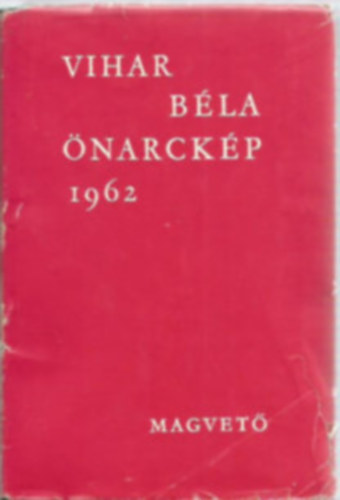 VIHAR
BÉLA
ÖNARCKÉP
1962
MAGVETŐ